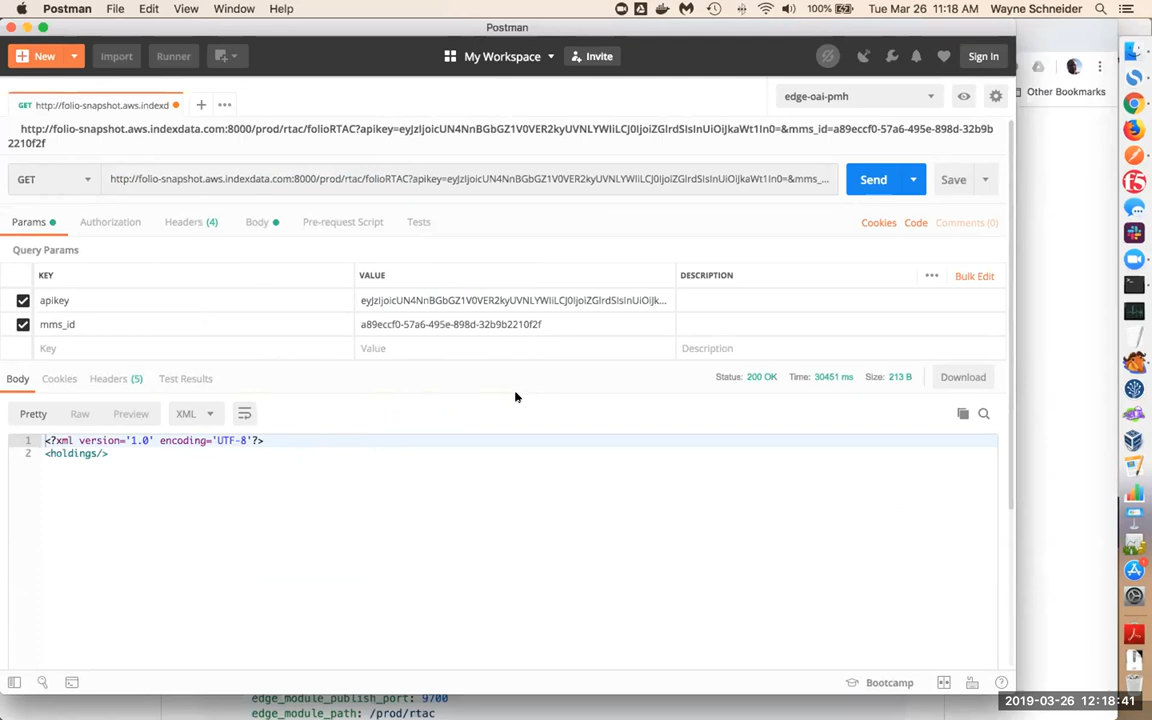 Postman File Edit View Window Help 100% Tue Mar 26 11:18 AM Wayne Schneider
Postman
New Import Runner My Workspace Invite Sign In
Other Bookmarks
GET http://folio-snapshot.aws.indexd edge-oai-pmh
http://folio-snapshot.aws.indexdata.com:8000/prod/rtac/folioRTAC?apikey=eyJzIjoicUN4NnBGbGZ1V0VER2kyUVNLYWIiLCJ0IjoiZGlrdSIsInUiOiJkaWt1In0=&mms_id=a89eccf0-57a6-495e-898d-32b9b
2210f2f
GET http://folio-snapshot.aws.indexdata.com:8000/prod/rtac/folioRTAC?apikey=eyJzIjoicUN4NnBGbGZ1V0VER2kyUVNLYWIiLCJ0IjoiZGlrdSIsInUiOiJkaWt1In0=&mms_... Send Save
Params Authorization Headers (4) Body Pre-request Script Tests Cookies Code Comments (0)
Query Params
KEY VALUE DESCRIPTION ... Bulk Edit
apikey eyJzIjoicUN4NnBGbGZ1V0VER2kyUVNLYWIiLCJ0IjoiZGlrdSIsInUiOiJk...
mms_id a89eccf0-57a6-495e-898d-32b9b2210f2f
Key Value Description
Body Cookies Headers (5) Test Results Status: 200 OK Time: 30451 ms Size: 213 B Download
Pretty Raw Preview XML
1 <?xml version='1.0' encoding='UTF-8'?>
2 <holdings/>
Bootcamp
edge_module_publish_port: 9700
edge_module_path: /prod/rtac
2019-03-26 12:18:41